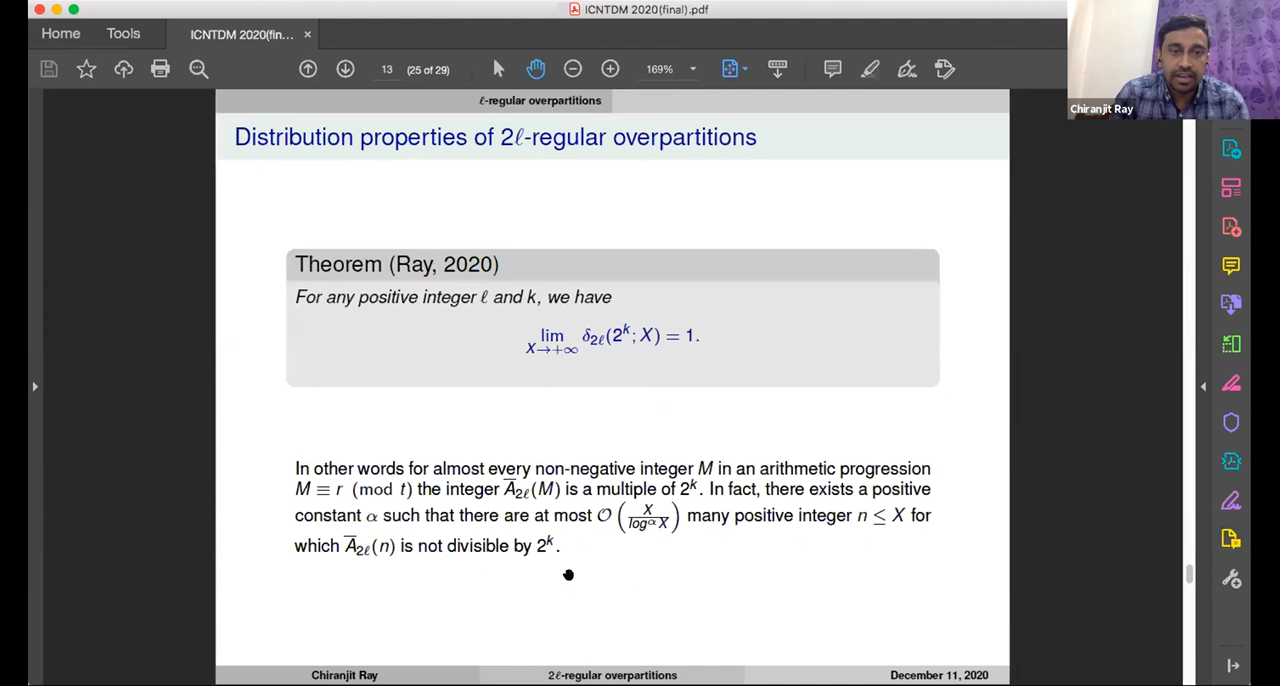 ICNTDM 2020(final).pdf
Home Tools ICNTDM 2020(fin... ×
13 (25 of 29) 169%
Chiranjit Ray
ℓ-regular overpartitions
Distribution properties of 2ℓ-regular overpartitions
Theorem (Ray, 2020)
For any positive integer ℓ and k, we have
lim_{X→+∞} δ_{2ℓ}(2^k; X) = 1.
In other words for almost every non-negative integer M in an arithmetic progression
M ≡ r (mod t) the integer A̅_{2ℓ}(M) is a multiple of 2^k. In fact, there exists a positive
constant α such that there are at most 𝒪(X/log^α X) many positive integer n ≤ X for
which A̅_{2ℓ}(n) is not divisible by 2^k.
Chiranjit Ray 2ℓ-regular overpartitions December 11, 2020